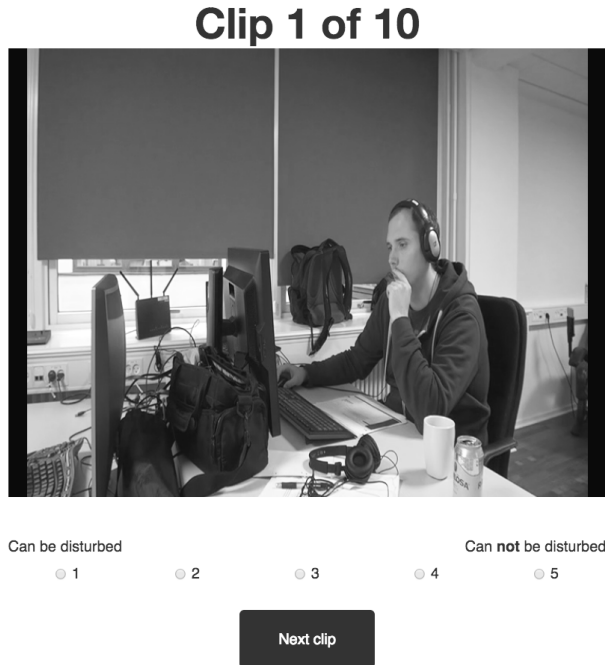 Clip 1 of 10
Can be disturbed
Can not be disturbed
1 2 3 4 5
Next clip